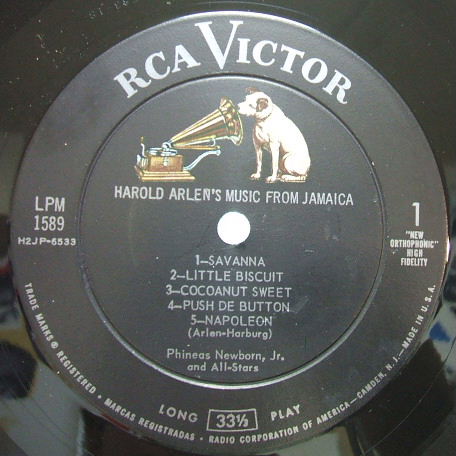 RCA VICTOR
HAROLD ARLEN'S MUSIC FROM JAMAICA
LPM
1589
H2JP-6533
1
"NEW
ORTHOPHONIC"
HIGH
FIDELITY
1—SAVANNA
2—LITTLE BISCUIT
3—COCOANUT SWEET
4—PUSH DE BUTTON
5—NAPOLEON
(Arlen-Harburg)
Phineas Newborn, Jr.
and All-Stars
LONG 33⅓ PLAY
TRADE MARKS ® REGISTERED • MARCAS REGISTRADAS • RADIO CORPORATION OF AMERICA—CAMDEN, N.J.—MADE IN U.S.A.